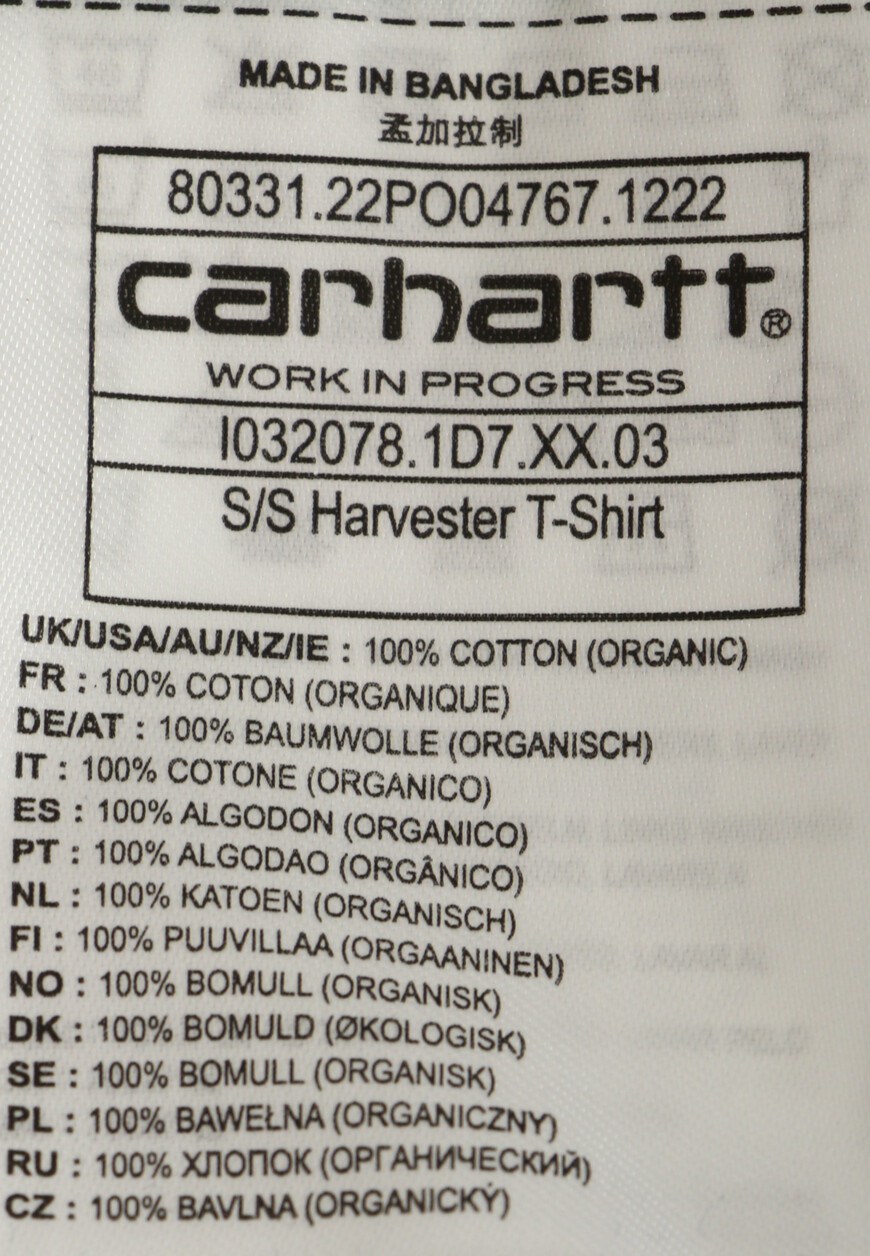 MADE IN BANGLADESH
孟加拉制
80331.22PO04767.1222
carhartt®
WORK IN PROGRESS
I032078.1D7.XX.03
S/S Harvester T-Shirt
UK/USA/AU/NZ/IE : 100% COTTON (ORGANIC)
FR : 100% COTON (ORGANIQUE)
DE/AT : 100% BAUMWOLLE (ORGANISCH)
IT : 100% COTONE (ORGANICO)
ES : 100% ALGODON (ORGANICO)
PT : 100% ALGODAO (ORGÂNICO)
NL : 100% KATOEN (ORGANISCH)
FI : 100% PUUVILLAA (ORGAANINEN)
NO : 100% BOMULL (ORGANISK)
DK : 100% BOMULD (ØKOLOGISK)
SE : 100% BOMULL (ORGANISK)
PL : 100% BAWEŁNA (ORGANICZNY)
RU : 100% ХЛОПОК (ОРГАНИЧЕСКИЙ)
CZ : 100% BAVLNA (ORGANICKÝ)